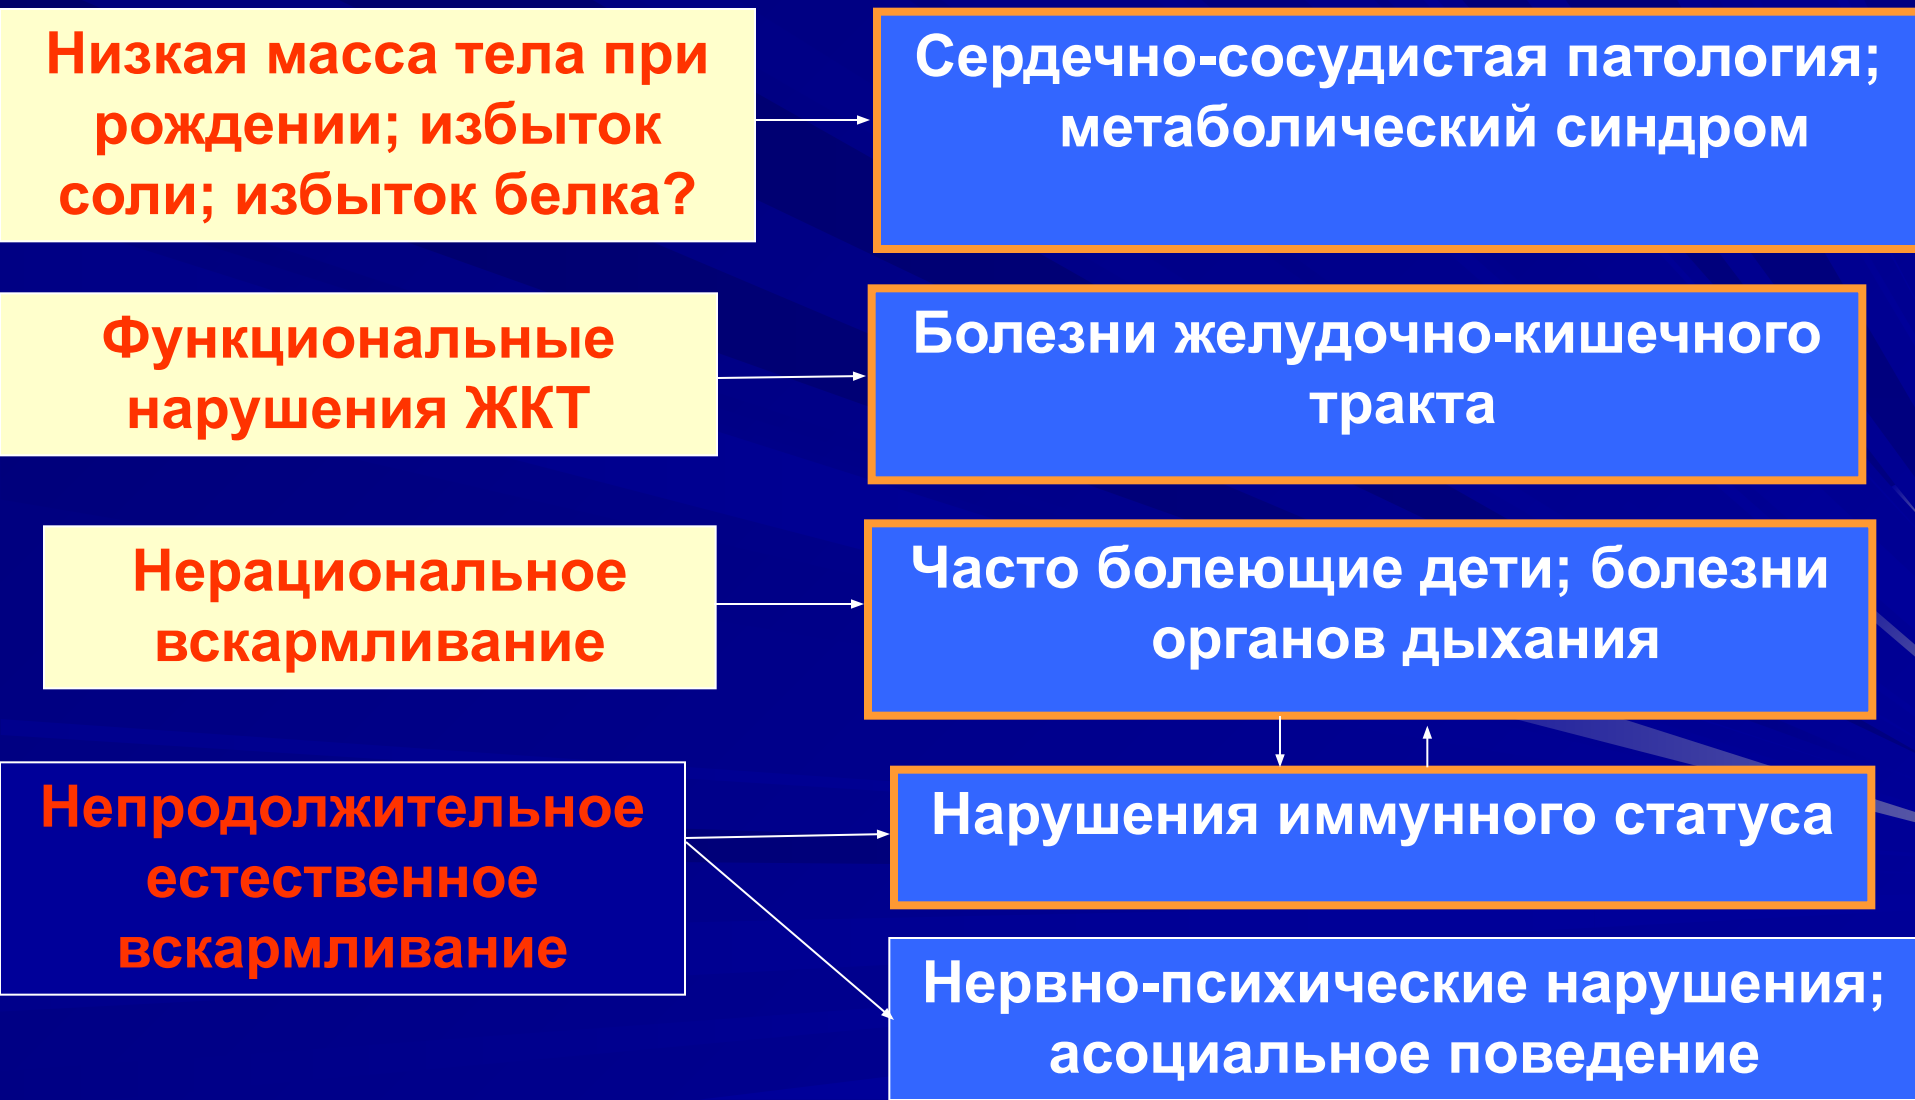 Низкая масса тела при
рождении; избыток
соли; избыток белка?
Сердечно-сосудистая патология;
метаболический синдром
Функциональные
нарушения ЖКТ
Болезни желудочно-кишечного
тракта
Нерациональное
вскармливание
Часто болеющие дети; болезни
органов дыхания
Непродолжительное
естественное
вскармливание
Нарушения иммунного статуса
Нервно-психические нарушения;
асоциальное поведение